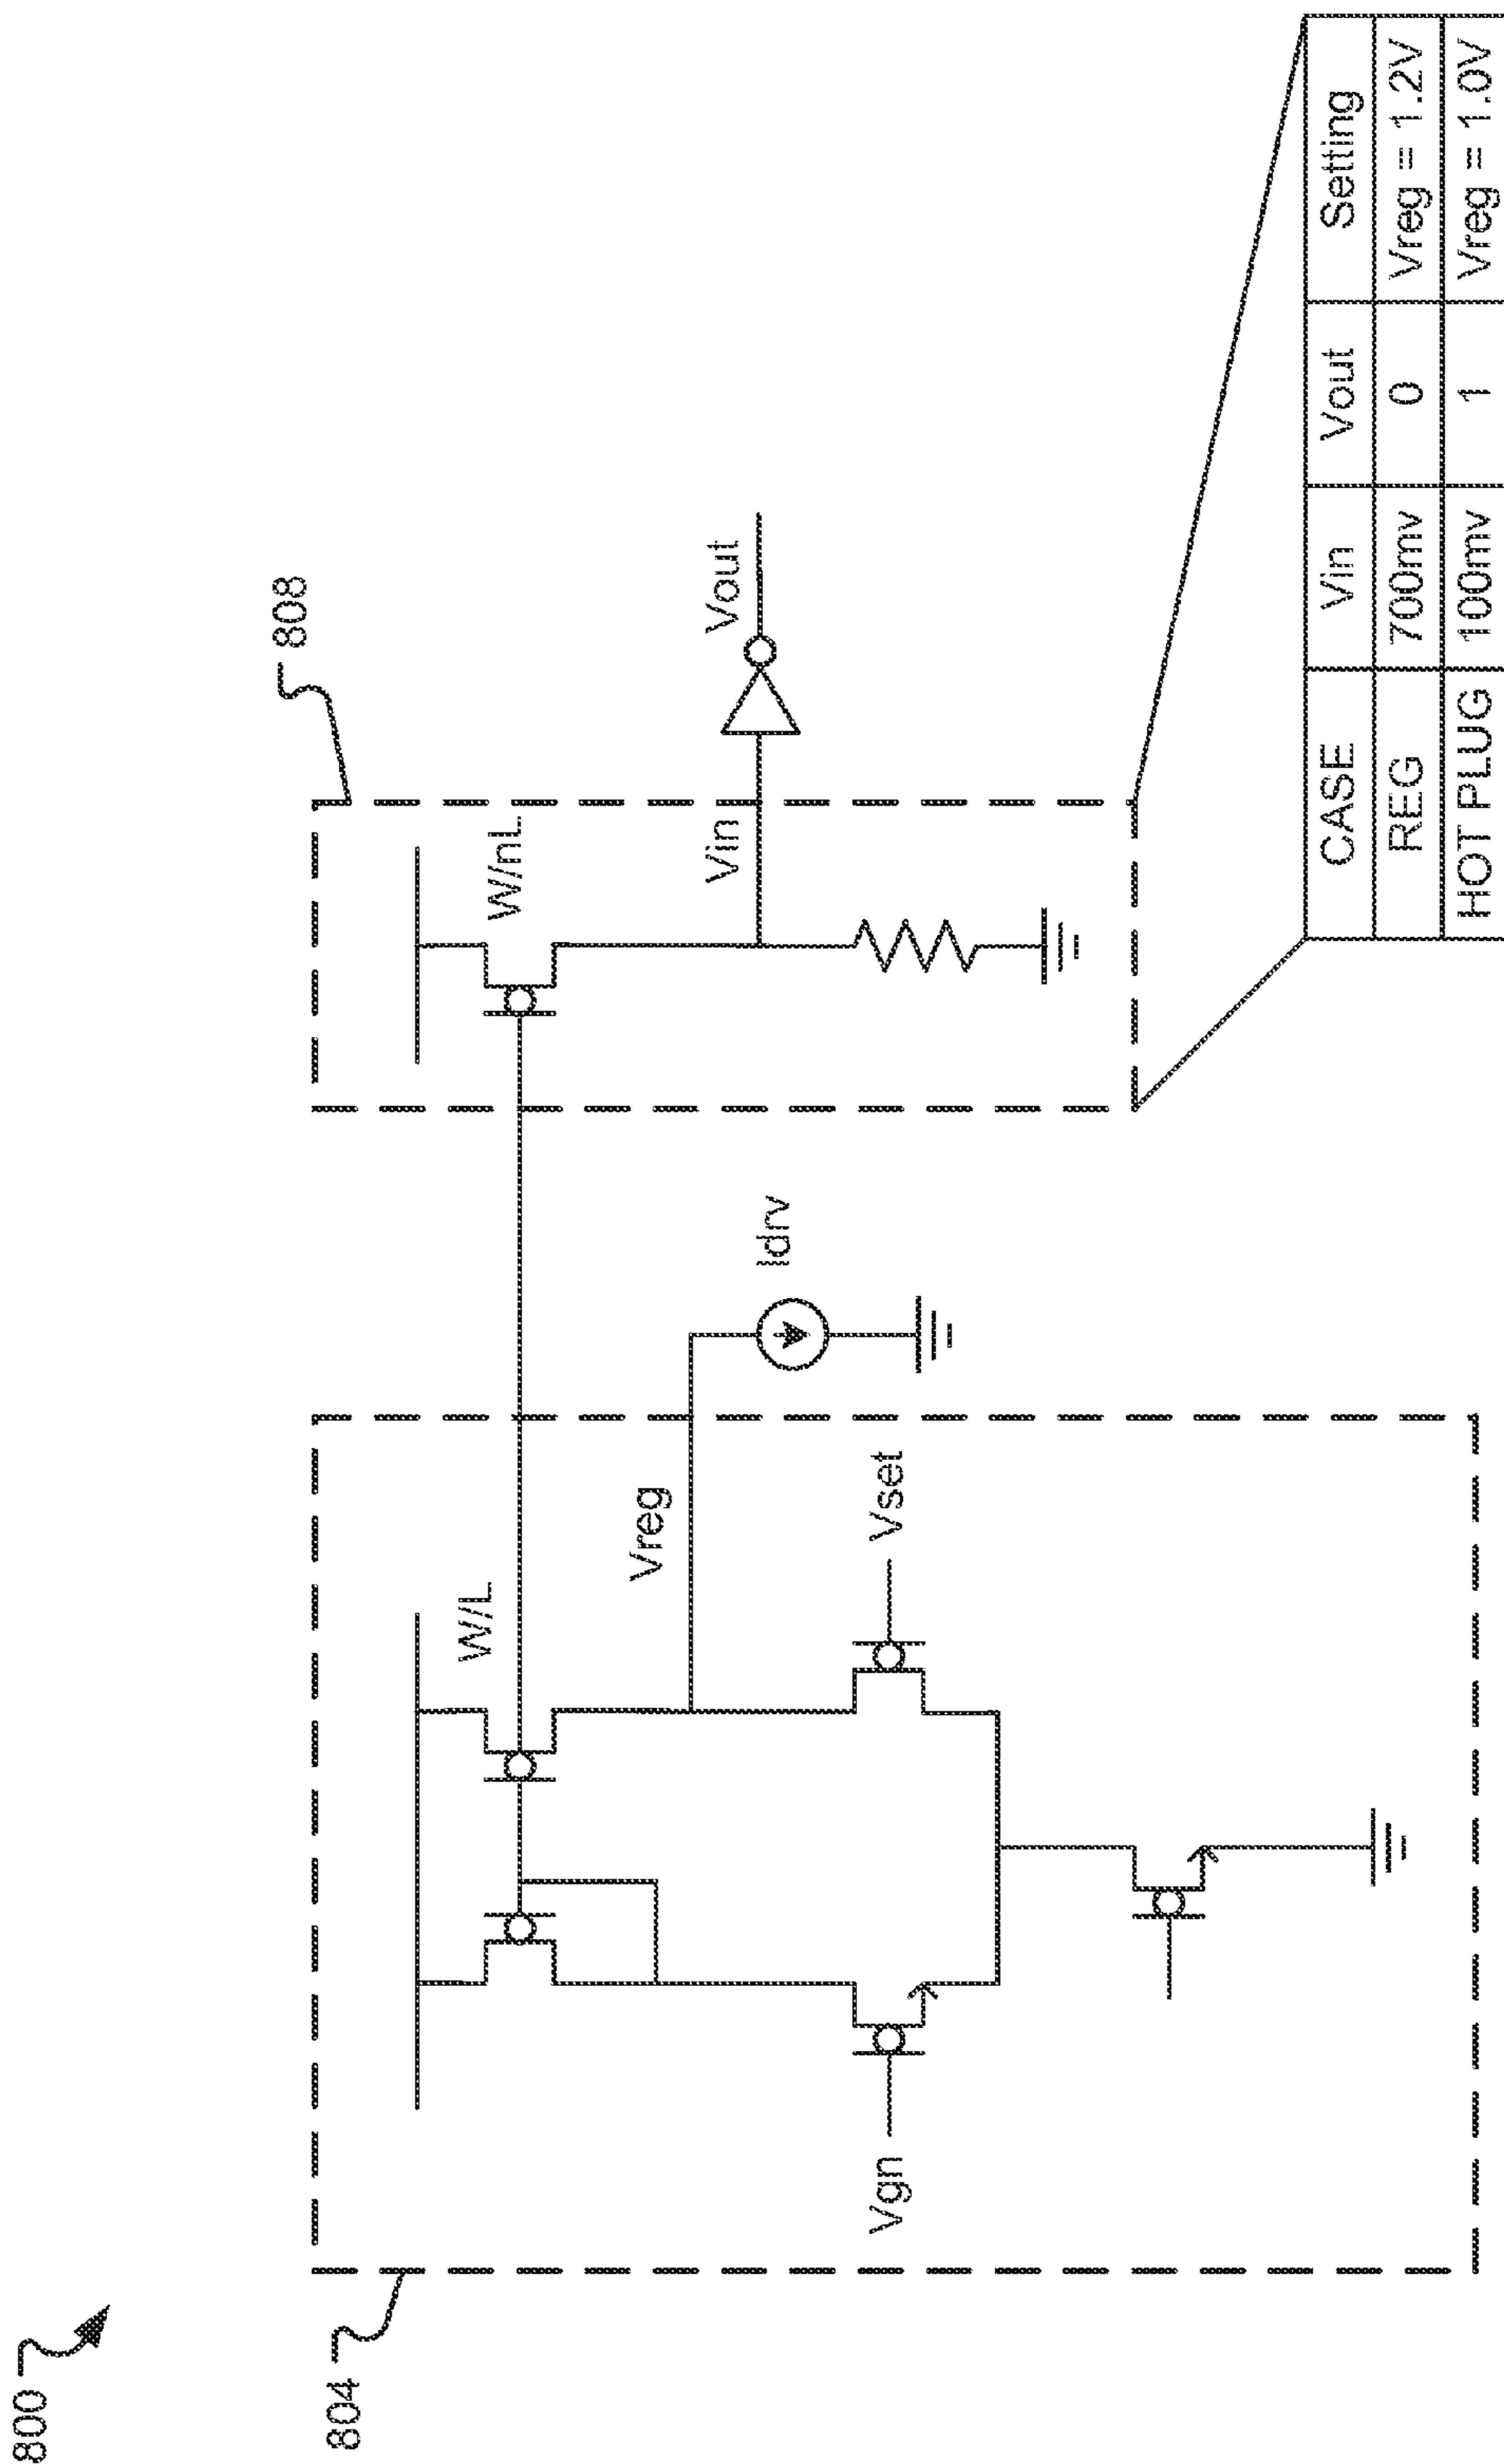 800
804
808
W/L
W/nL
Vreg
Vin
Vout
Idrv
Vgn
Vset
CASE Vin Vout Setting
REG 700mv 0 Vreg = 1.2V
HOT PLUG 100mv 1 Vreg = 1.0V